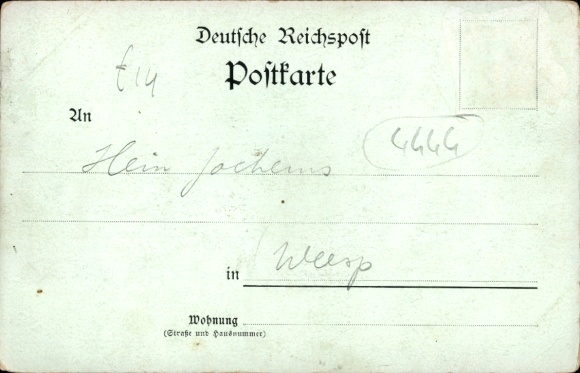 Deutsche Reichspost
Postkarte
£14
An
4444
Hein Jochems
in Weesp
Wohnung
(Straße und Hausnummer)